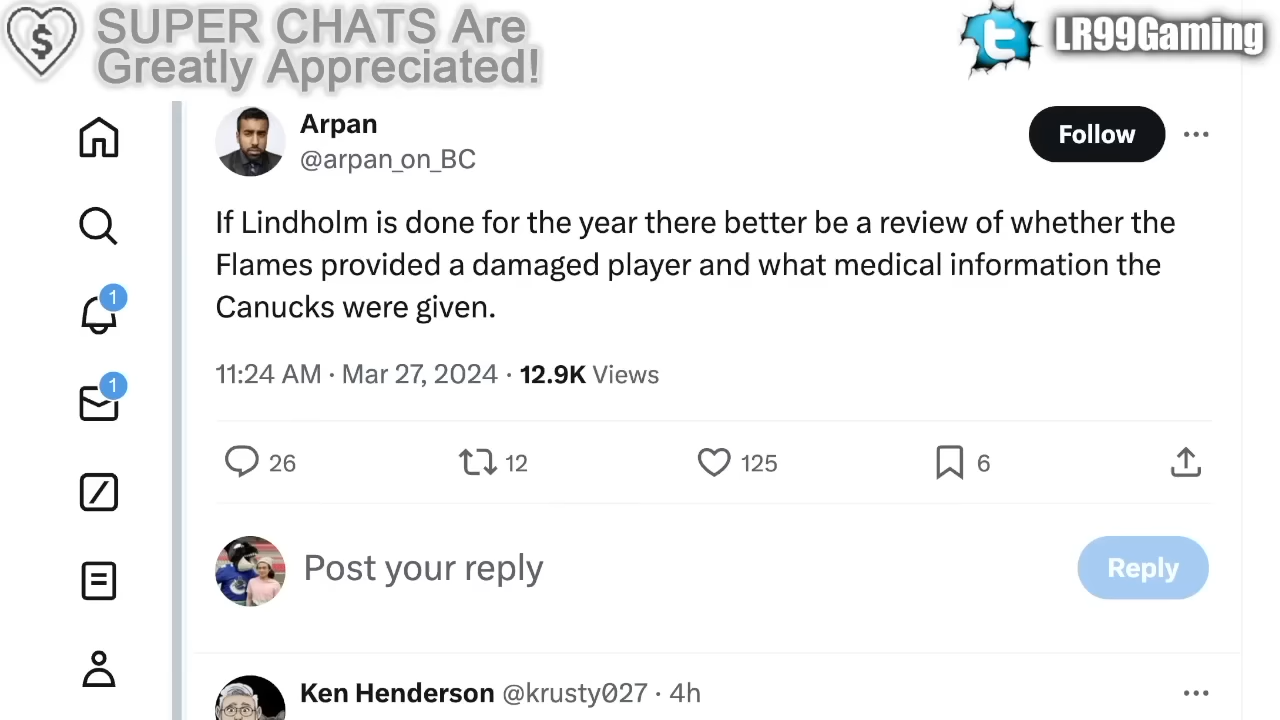 SUPER CHATS Are
Greatly Appreciated!
LR99Gaming
Arpan
@arpan_on_BC
Follow
If Lindholm is done for the year there better be a review of whether the
Flames provided a damaged player and what medical information the
Canucks were given.
11:24 AM · Mar 27, 2024 · 12.9K Views
1
1
26 12 125 6
Post your reply
Reply
Ken Henderson @krusty027 · 4h